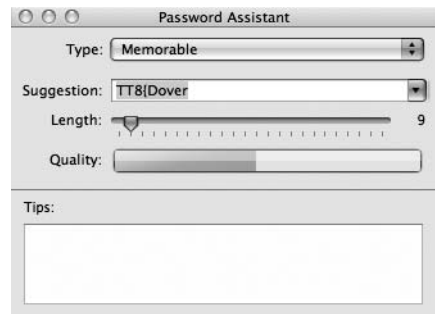 Password Assistant
Type: Memorable
Suggestion: TT8{Dover
Length: 9
Quality:
Tips: